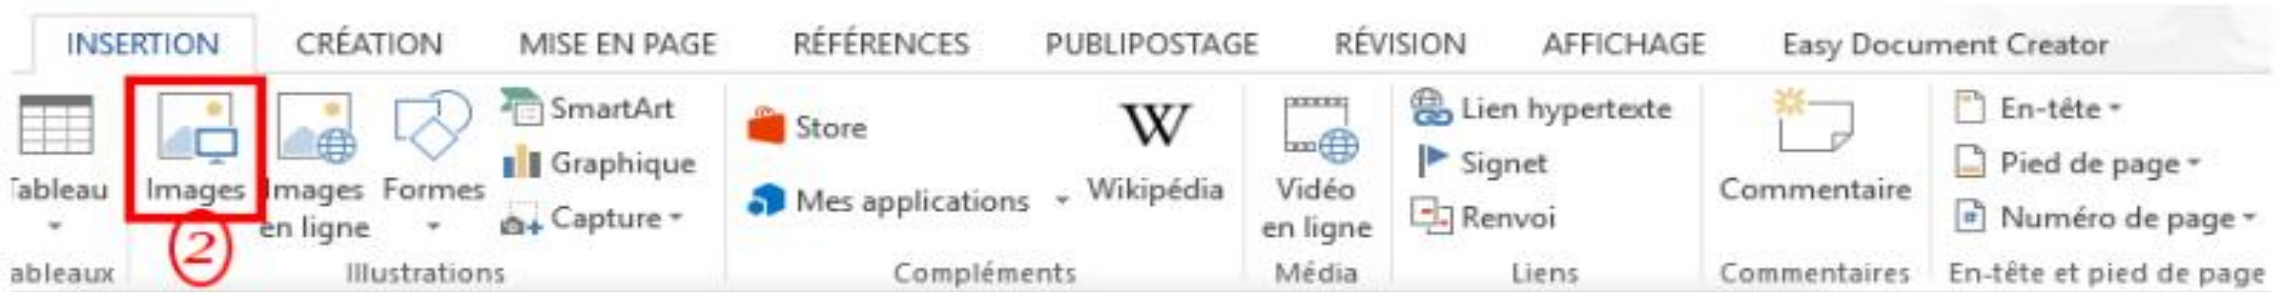 INSERTION CRÉATION MISE EN PAGE RÉFÉRENCES PUBLIPOSTAGE RÉVISION AFFICHAGE Easy Document Creator
Tableau
Images
2
Images
en ligne
Formes
SmartArt
Graphique
Capture
Illustrations
Store
Mes applications
W
Wikipédia
Compléments
Vidéo
en ligne
Média
Lien hypertexte
Signet
Renvoi
Liens
Commentaire
Commentaires
En-tête
Pied de page
# Numéro de page
En-tête et pied de page
ableaux